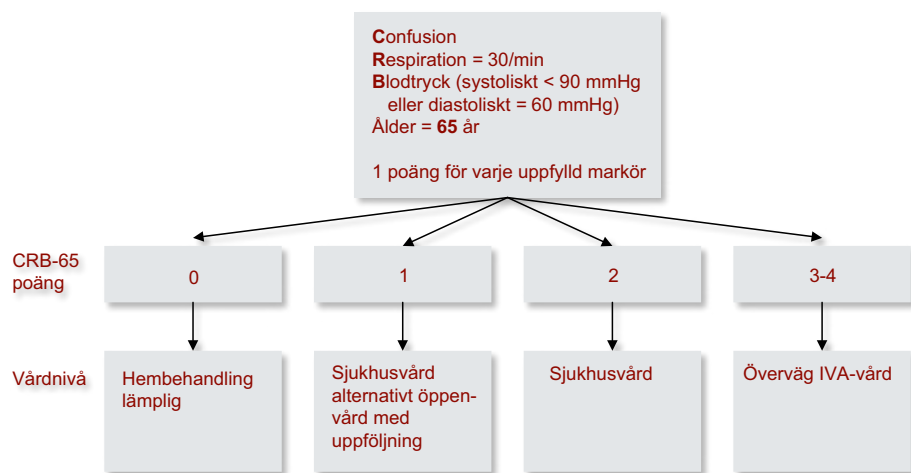 Confusion
Respiration = 30/min
Blodtryck (systoliskt < 90 mmHg
eller diastoliskt = 60 mmHg)
Ålder = 65 år
1 poäng för varje uppfylld markör
CRB-65
poäng
0
1
2
3-4
Vårdnivå
Hembehandling
lämplig
Sjukhusvård
alternativt öppen-
vård med
uppföljning
Sjukhusvård
Överväg IVA-vård